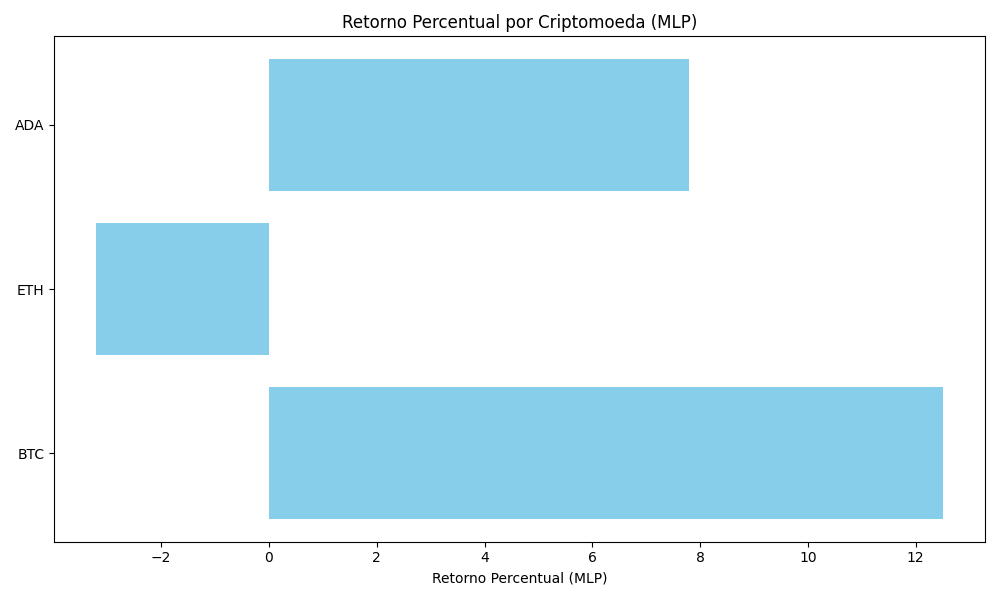 Retorno Percentual por Criptomoeda (MLP)
ADA
ETH
BTC
−2 0 2 4 6 8 10 12
Retorno Percentual (MLP)